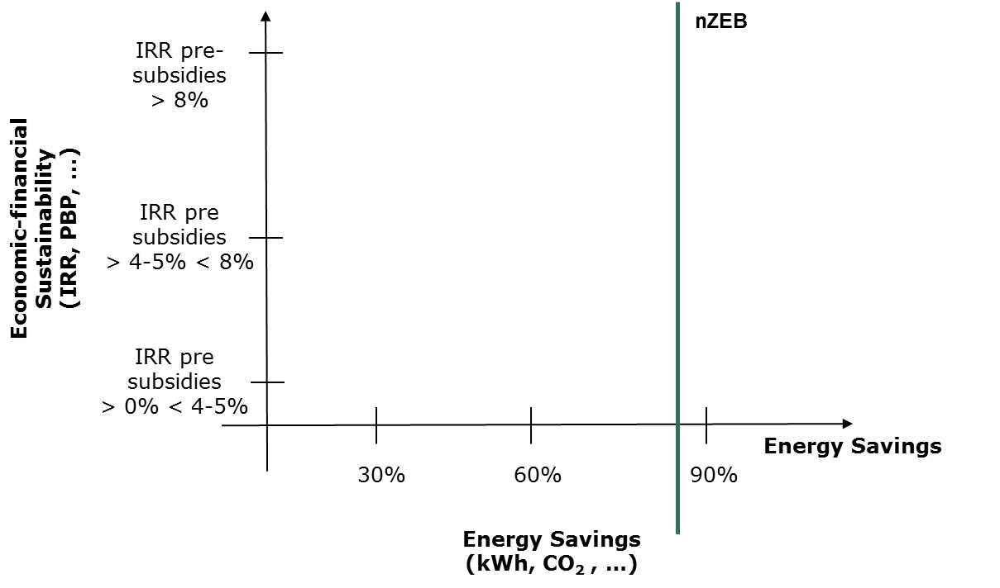 nZEB
IRR pre-
subsidies
> 8%
Economic-financial
Sustainability
(IRR, PBP, ...)
IRR pre
subsidies
> 4-5% < 8%
IRR pre
subsidies
> 0% < 4-5%
Energy Savings
30%
60%
90%
Energy Savings
(kWh, CO₂ , ...)